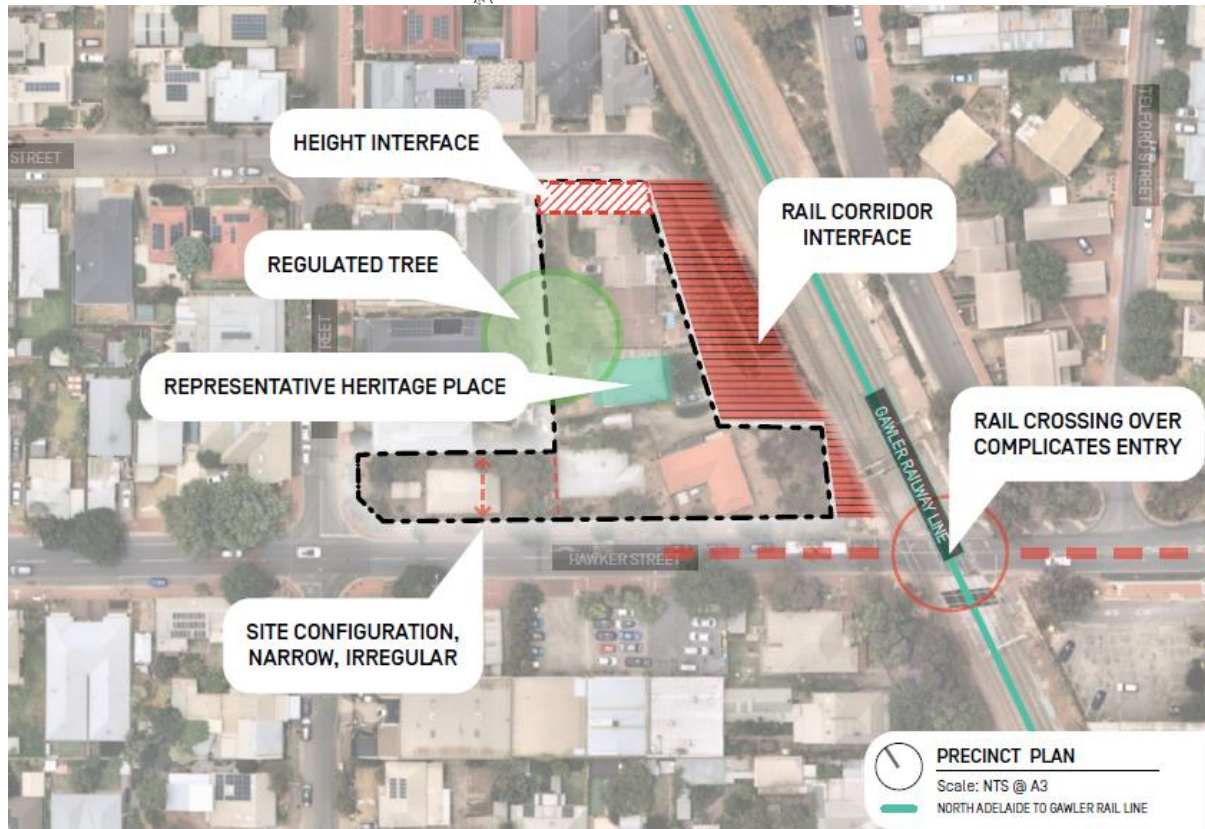 HEIGHT INTERFACE
STREET
TELFORD STREET
RAIL CORRIDOR
INTERFACE
REGULATED TREE
REPRESENTATIVE HERITAGE PLACE
REET
GAWLER RAILWAY LINE
RAIL CROSSING OVER
COMPLICATES ENTRY
HAWKER STREET
SITE CONFIGURATION,
NARROW, IRREGULAR
PRECINCT PLAN
Scale: NTS @ A3
NORTH ADELAIDE TO GAWLER RAIL LINE